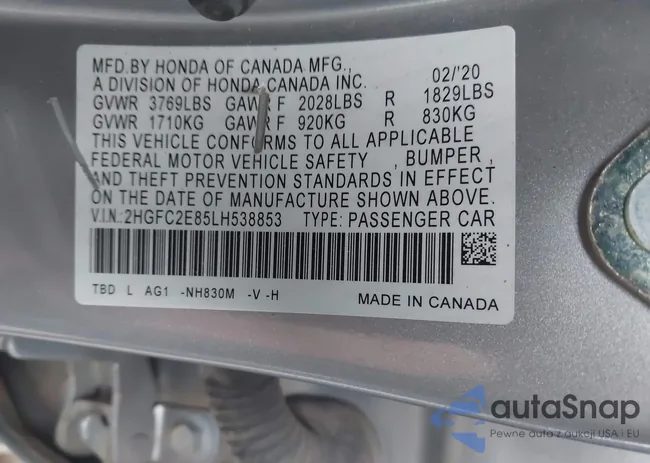 MFD.BY HONDA OF CANADA MFG.,
A DIVISION OF HONDA CANADA INC. 02/'20
GVWR 3769LBS GAWR F 2028LBS R 1829LBS
GVWR 1710KG GAWR F 920KG R 830KG
THIS VEHICLE CONFORMS TO ALL APPLICABLE
FEDERAL MOTOR VEHICLE SAFETY , BUMPER ,
AND THEFT PREVENTION STANDARDS IN EFFECT
ON THE DATE OF MANUFACTURE SHOWN ABOVE.
V.I.N.:2HGFC2E85LH538853 TYPE: PASSENGER CAR
TBD L AG1 -NH830M -V -H MADE IN CANADA
autaSnap
Pewne auta z aukcji USA i EU